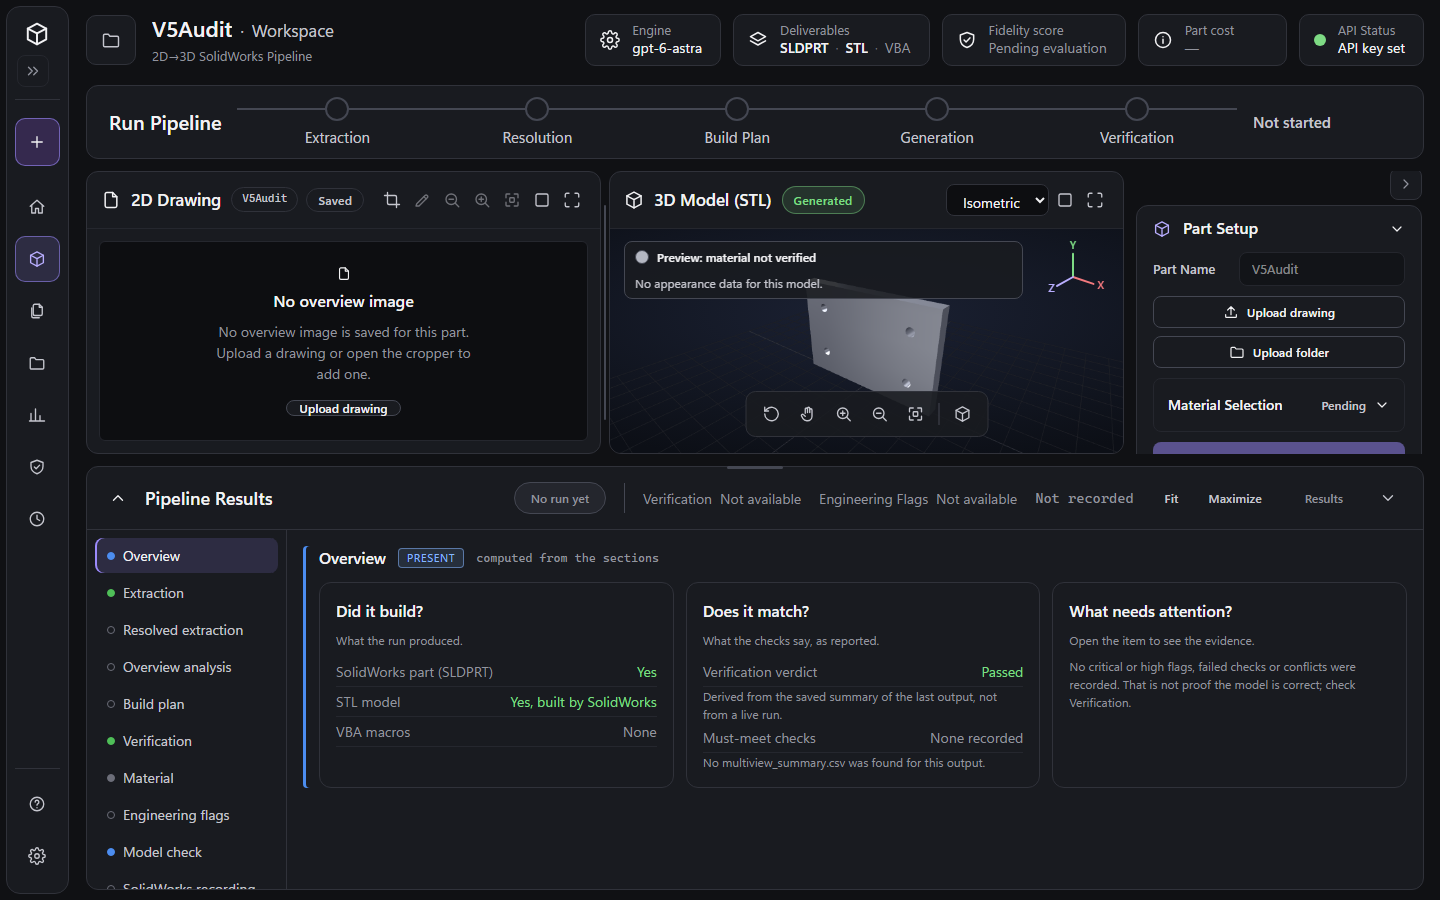 V5Audit · Workspace
2D→3D SolidWorks Pipeline
Engine
gpt-6-astra
Deliverables
SLDPRT · STL · VBA
Fidelity score
Pending evaluation
Part cost
—
API Status
API key set
Run Pipeline
Extraction
Resolution
Build Plan
Generation
Verification
Not started
2D Drawing
V5Audit
Saved
No overview image
No overview image is saved for this part.
Upload a drawing or open the cropper to
add one.
Upload drawing
3D Model (STL)
Generated
Isometric
Preview: material not verified
No appearance data for this model.
Y
X
Z
Part Setup
Part Name
V5Audit
Upload drawing
Upload folder
Material Selection
Pending
Pipeline Results
No run yet
Verification Not available
Engineering Flags Not available
Not recorded
Fit
Maximize
Results
Overview
Extraction
Resolved extraction
Overview analysis
Build plan
Verification
Material
Engineering flags
Model check
SolidWorks recording
Overview
PRESENT
computed from the sections
Did it build?
What the run produced.
SolidWorks part (SLDPRT) Yes
STL model Yes, built by SolidWorks
VBA macros None
Does it match?
What the checks say, as reported.
Verification verdict Passed
Derived from the saved summary of the last output, not
from a live run.
Must-meet checks None recorded
No multiview_summary.csv was found for this output.
What needs attention?
Open the item to see the evidence.
No critical or high flags, failed checks or conflicts were
recorded. That is not proof the model is correct; check
Verification.